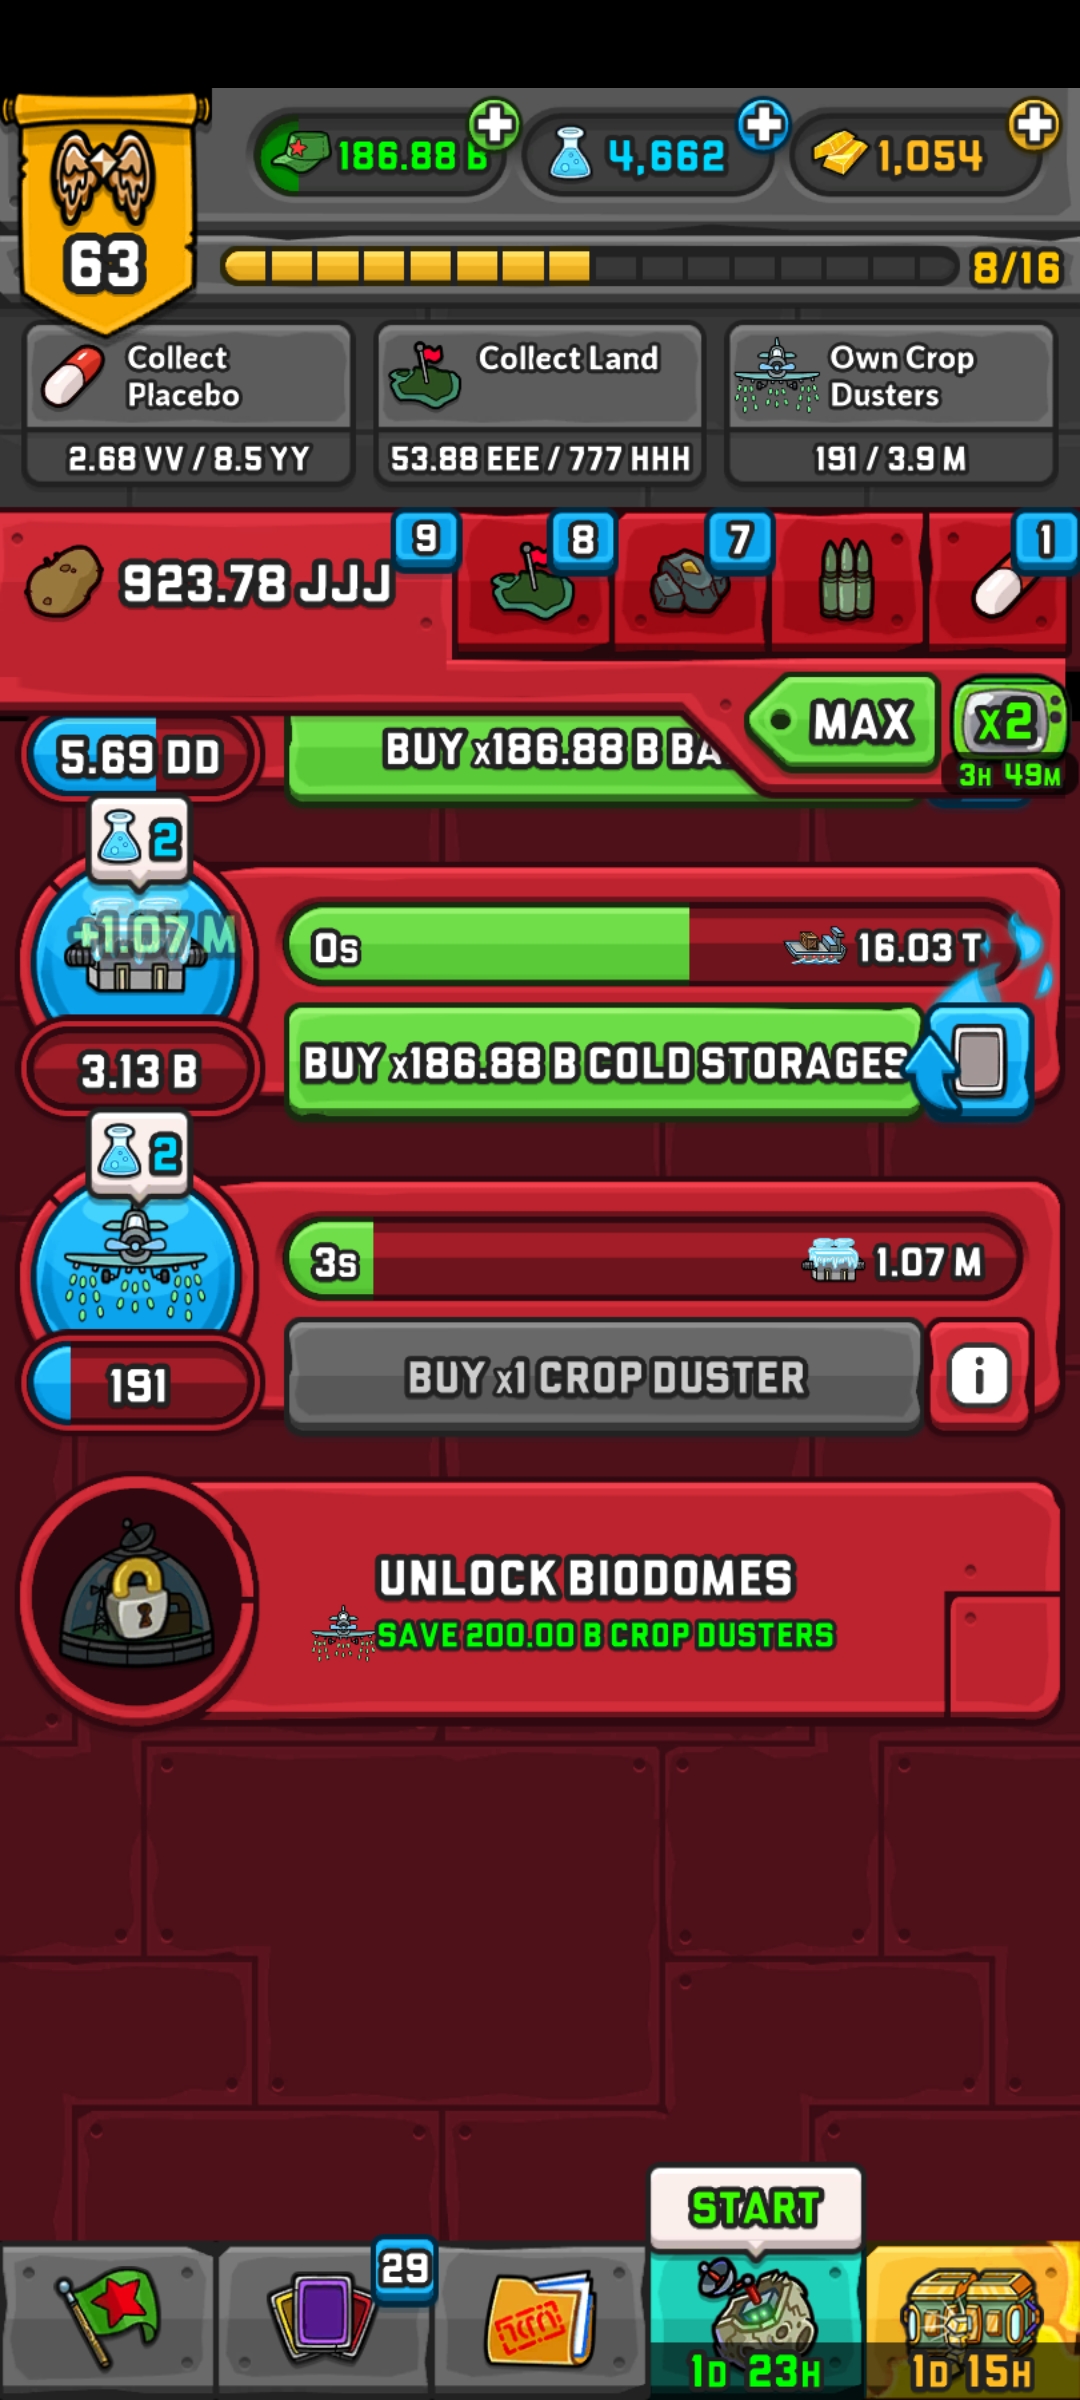 186.88 B
4,662
1,054
63
8/16
Collect
Placebo
2.68 VV / 8.5 YY
Collect Land
53.88 EEE / 777 HHH
Own Crop
Dusters
191 / 3.9 M
923.78 JJJ
9
8
7
1
MAX
x2
3H 49M
5.69 DD
BUY x186.88 B BA
2
+1.07 M
0s
16.03 T
3.13 B
BUY x186.88 B COLD STORAGES
2
3s
1.07 M
191
BUY x1 CROP DUSTER
i
UNLOCK BIODOMES
SAVE 200.00 B CROP DUSTERS
START
29
1D 23H
1D 15H